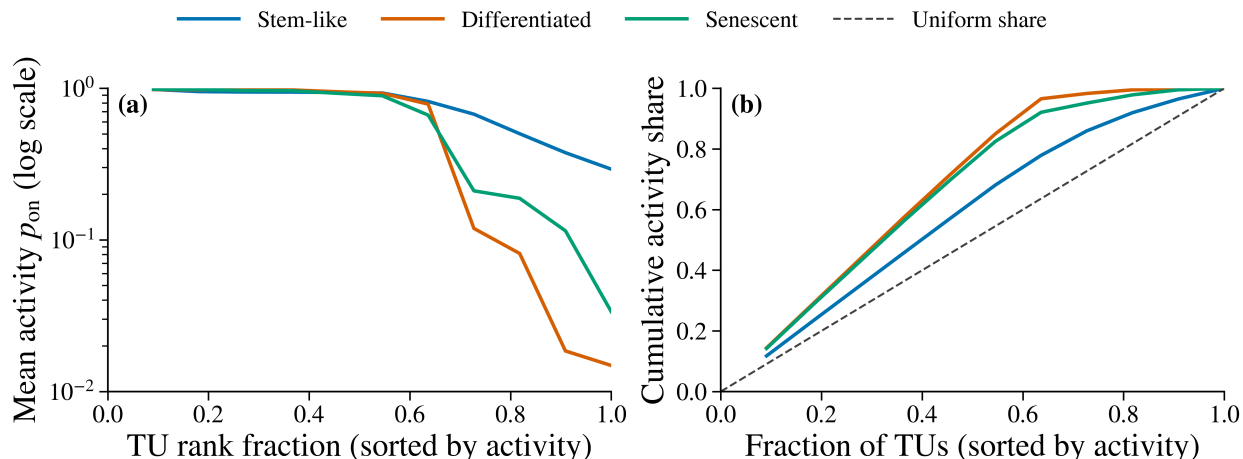 Stem-like Differentiated Senescent Uniform share
(a)
Mean activity p_on (log scale)
10^0
10^-1
10^-2
0.0 0.2 0.4 0.6 0.8 1.0
TU rank fraction (sorted by activity)
(b)
Cumulative activity share
1.0
0.8
0.6
0.4
0.2
0.0
0.0 0.2 0.4 0.6 0.8 1.0
Fraction of TUs (sorted by activity)